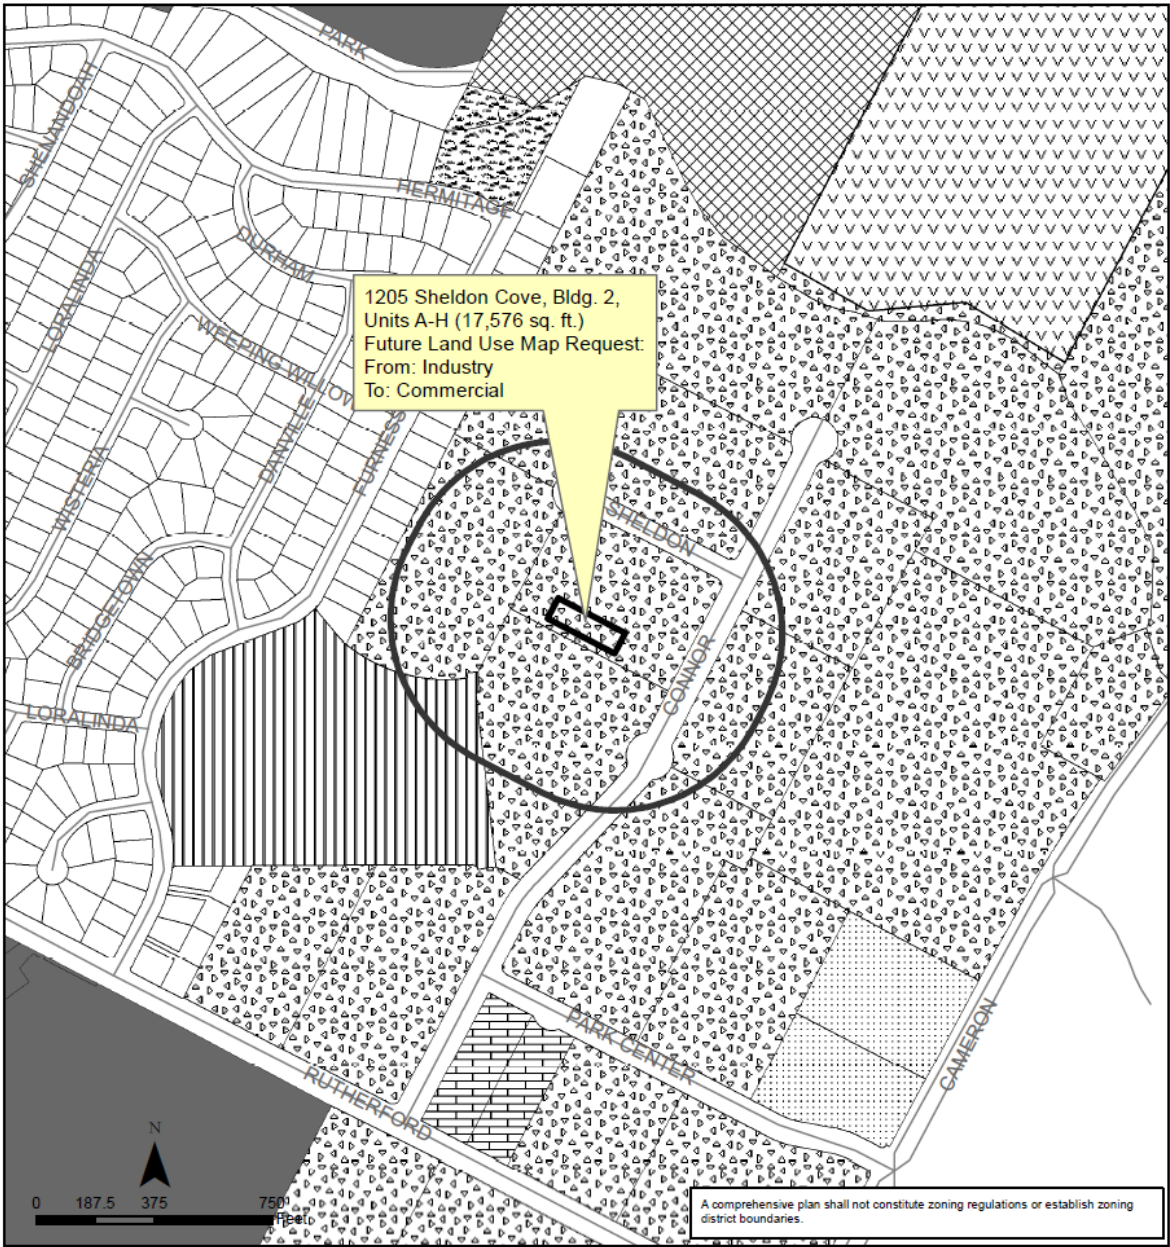 PARK
SHENANDOAH
HERMITAGE
DURHAM
LORALINDA
1205 Sheldon Cove, Bldg. 2,
Units A-H (17,576 sq. ft.)
Future Land Use Map Request:
From: Industry
To: Commercial
WEEPING WILLOW
DANVILLE
FURNESS
WISTERIA
SHELDON
BRIDGETOWN
CONNOR
LORALINDA
PARK CENTER
CAMERON
RUTHERFORD
N
0 187.5 375 750
Feet
A comprehensive plan shall not constitute zoning regulations or establish zoning
district boundaries.